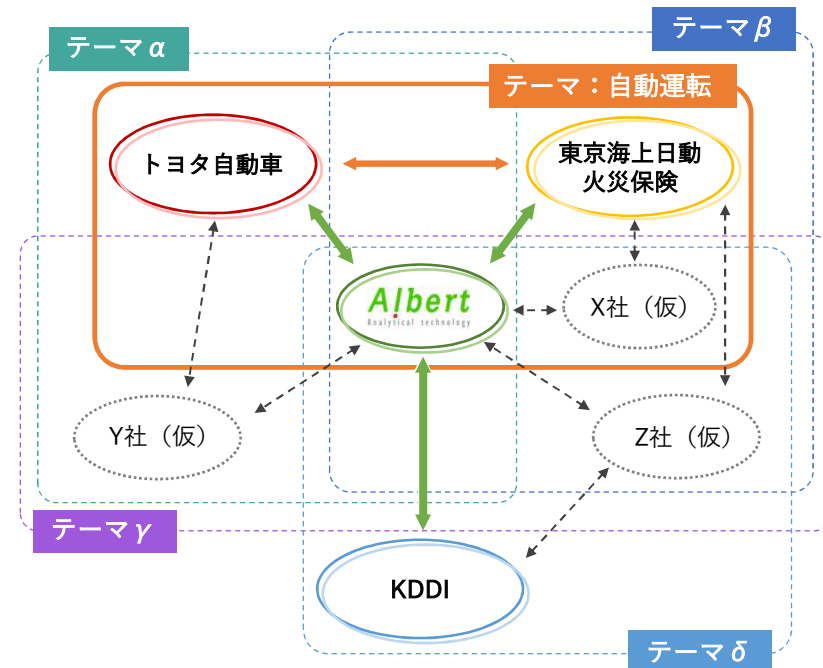 テーマα
テーマβ
テーマ：自動運転
トヨタ自動車
東京海上日動
火災保険
Albert
Analytical technology
X社（仮）
Y社（仮）
Z社（仮）
テーマγ
KDDI
テーマδ